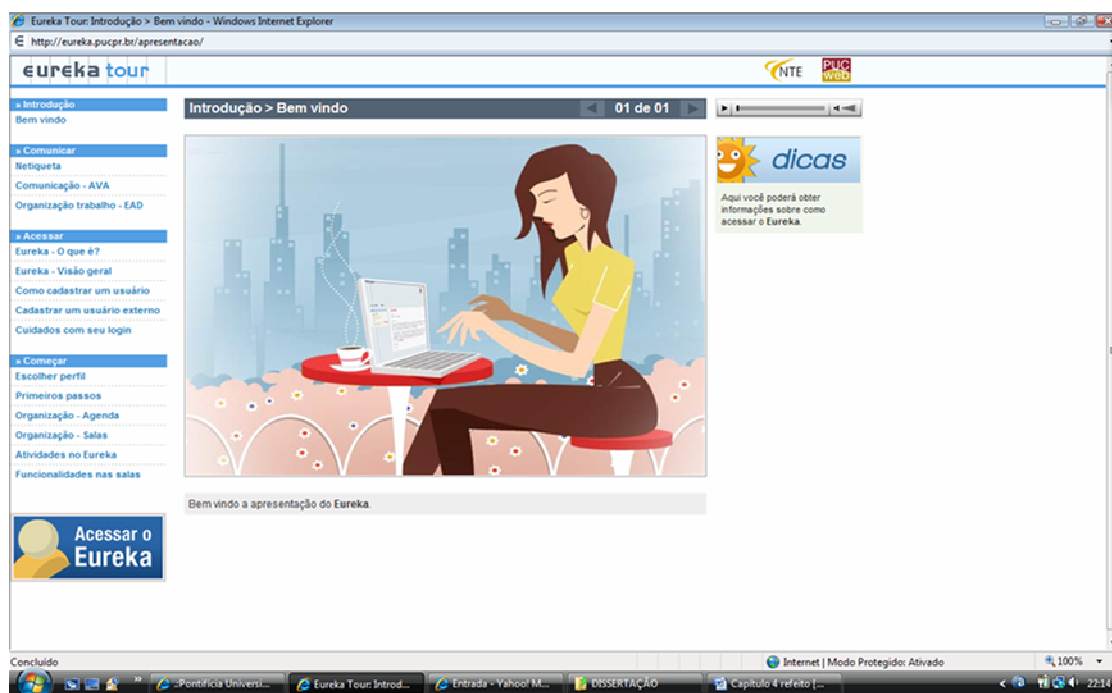 Eureka Tour: Introdução > Bem vindo - Windows Internet Explorer
http://eureka.pucpr.br/apresentacao/
eureka tour
NTE
PUC
web
» Introdução
Bem vindo
» Comunicar
Netiqueta
Comunicação - AVA
Organização trabalho - EAD
» Acessar
Eureka - O que é?
Eureka - Visão geral
Como cadastrar um usuário
Cadastrar um usuário externo
Cuidados com seu login
» Começar
Escolher perfil
Primeiros passos
Organização - Agenda
Organização - Salas
Atividades no Eureka
Funcionalidades nas salas
Acessar o
Eureka
Introdução > Bem vindo
01 de 01
Bem vindo a apresentação do Eureka.
dicas
Aqui você poderá obter
informações sobre como
acessar o Eureka.
Concluído
Internet | Modo Protegido: Ativado
100%
..:Pontificia Universi...
Eureka Tour: Introd...
Entrada - Yahoo! M...
DISSERTAÇÃO
Capítulo 4 refeito [...
22:14